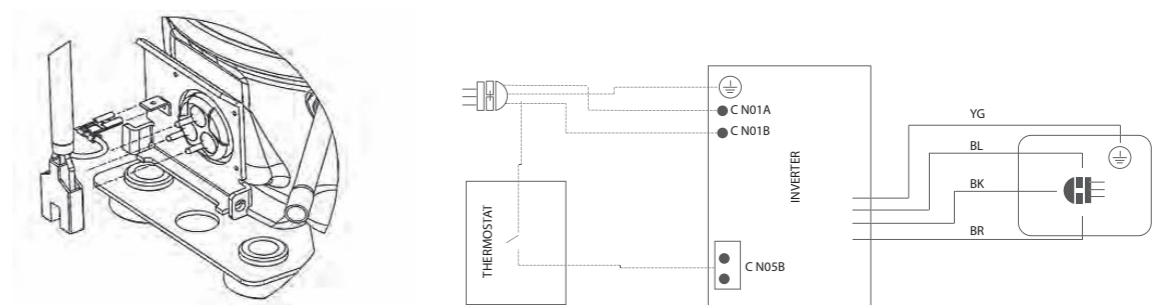 C N01A
C N01B
THERMOSTAT
INVERTER
C N05B
YG
BL
BK
BR